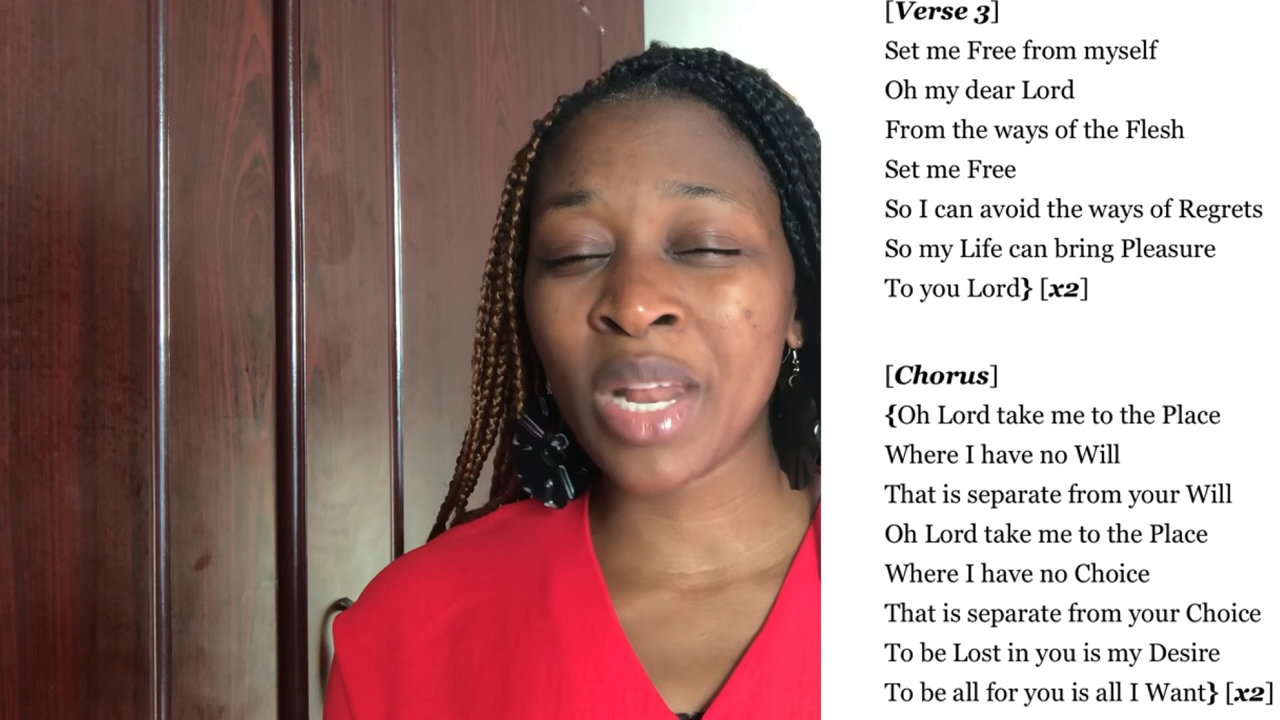 [Verse 3]
Set me Free from myself
Oh my dear Lord
From the ways of the Flesh
Set me Free
So I can avoid the ways of Regrets
So my Life can bring Pleasure
To you Lord} [x2]
[Chorus]
{Oh Lord take me to the Place
Where I have no Will
That is separate from your Will
Oh Lord take me to the Place
Where I have no Choice
That is separate from your Choice
To be Lost in you is my Desire
To be all for you is all I Want} [x2]